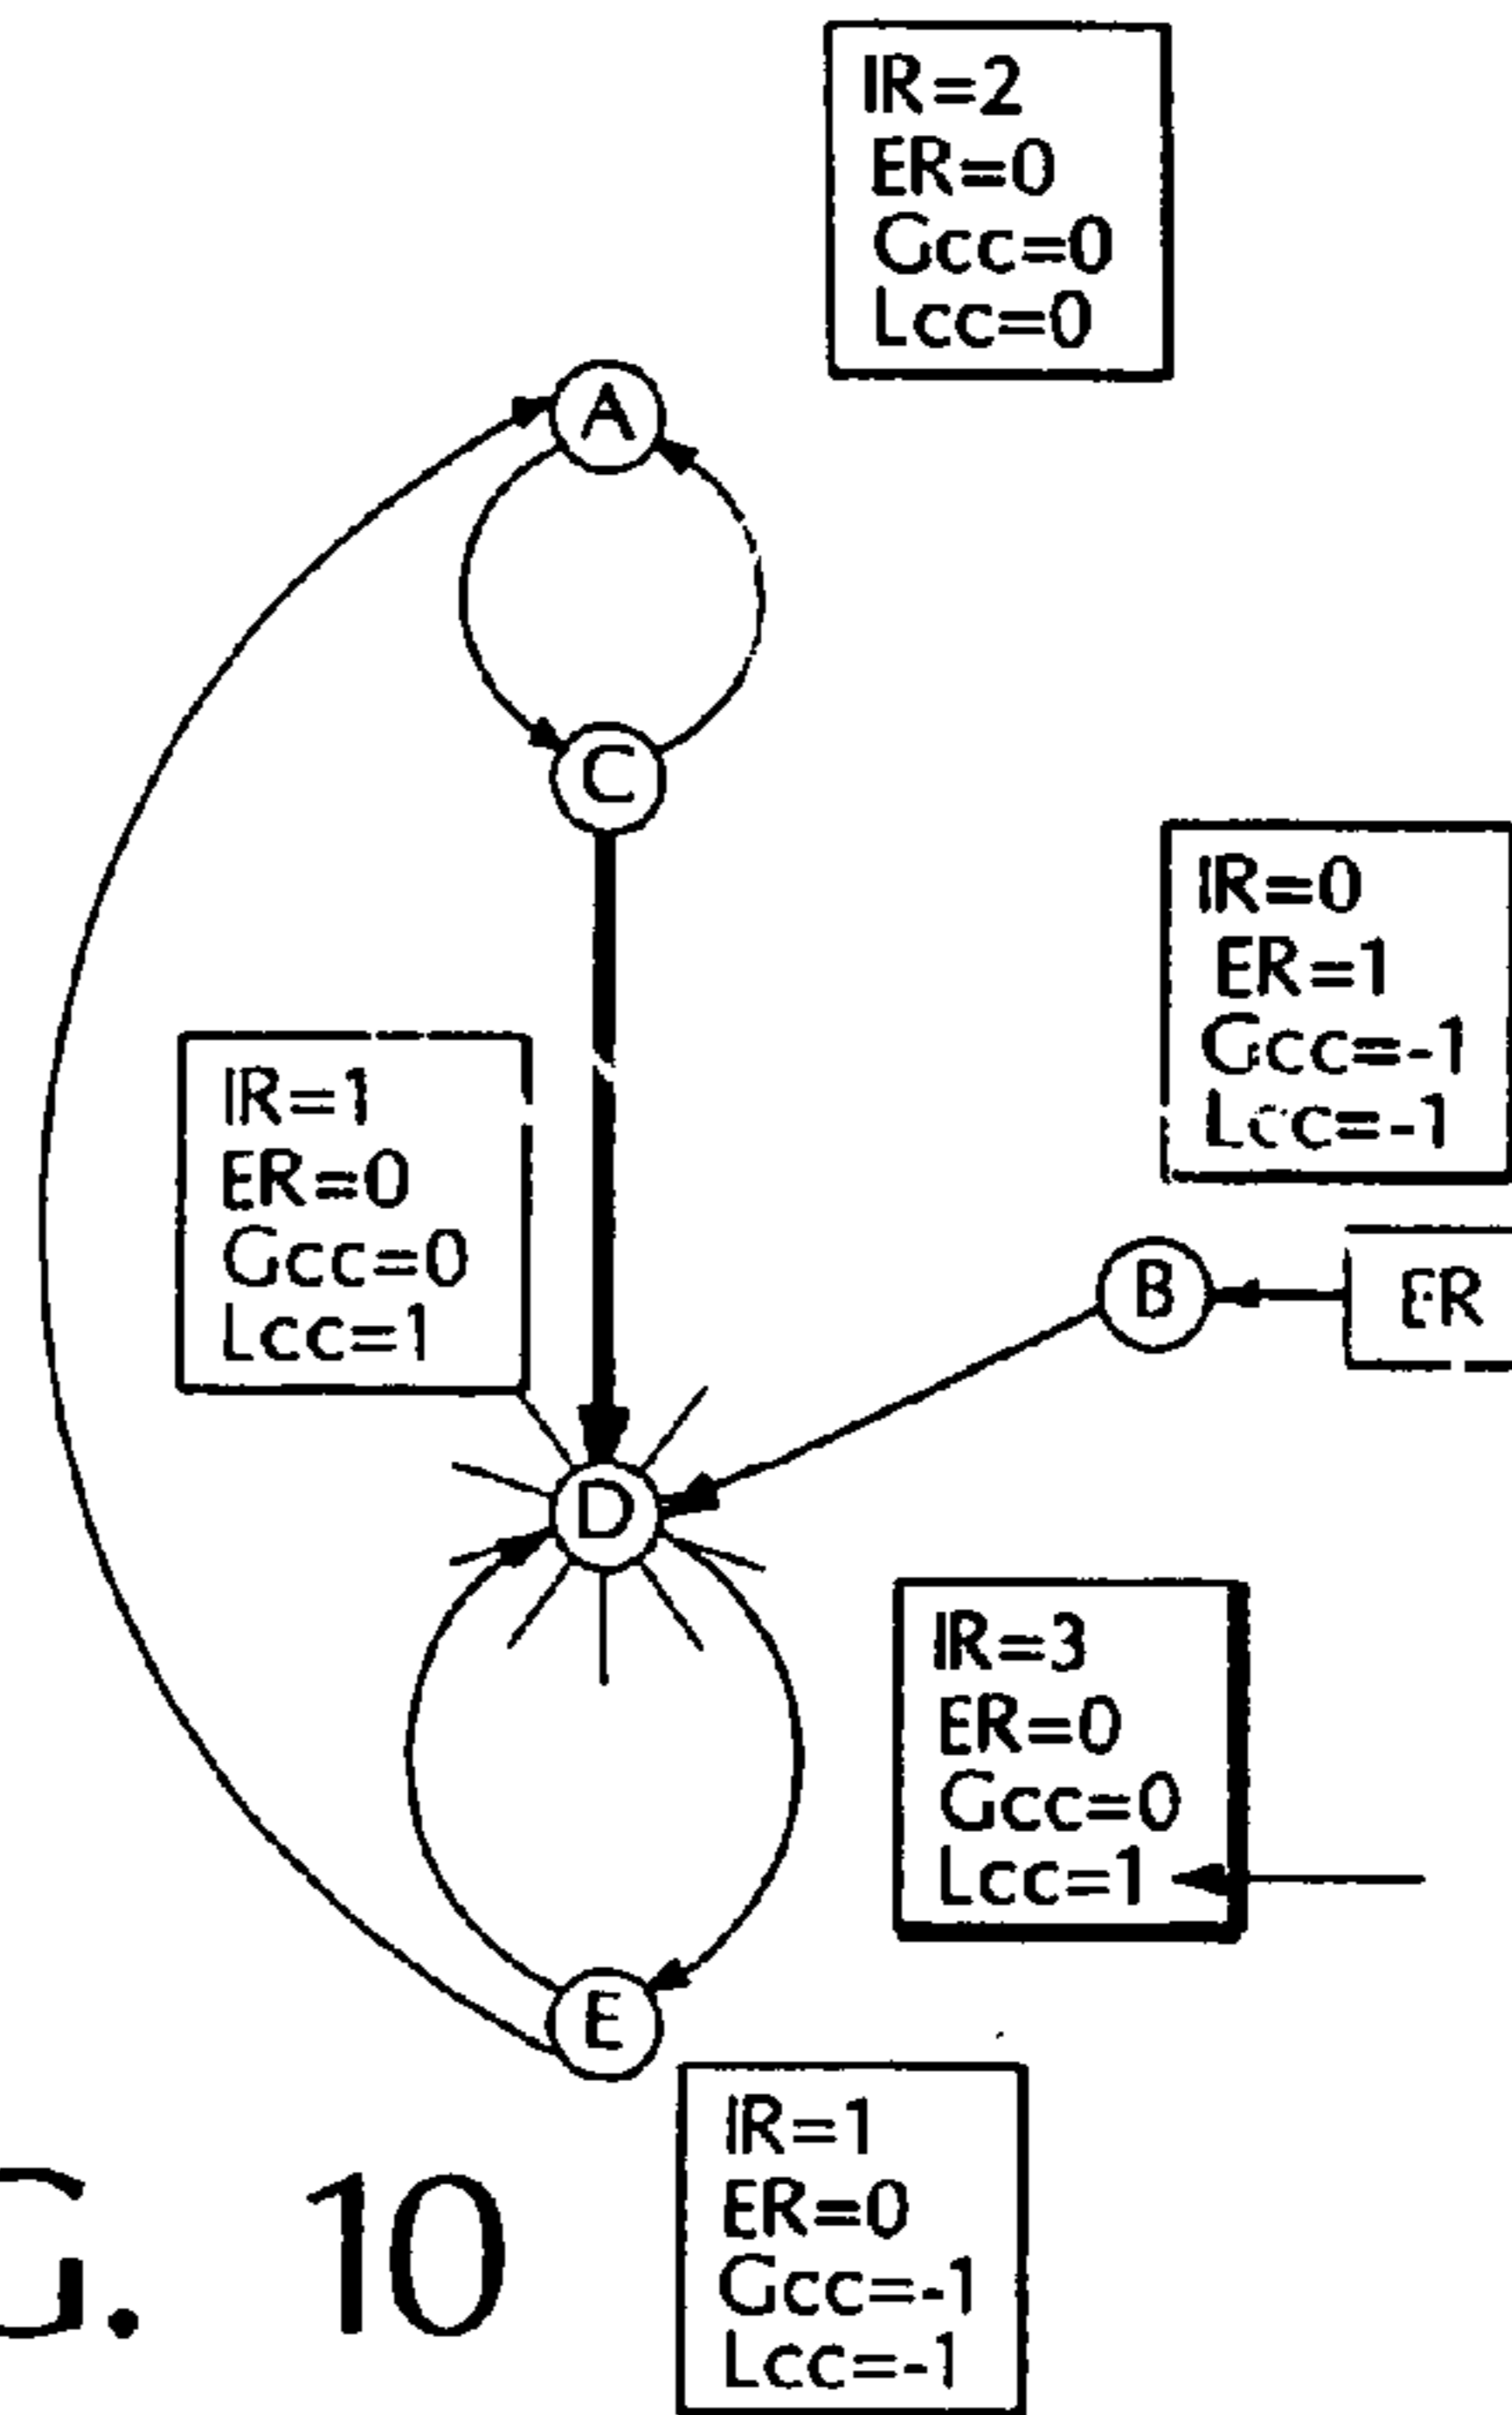 IR=2
ER=0
Gcc=0
Lcc=0
A
C
IR=0
ER=1
Gcc=-1
Lcc=-1
IR=1
ER=0
Gcc=0
Lcc=1
B
ER
D
IR=3
ER=0
Gcc=0
Lcc=1
E
IR=1
ER=0
Gcc=-1
Lcc=-1
G. 10